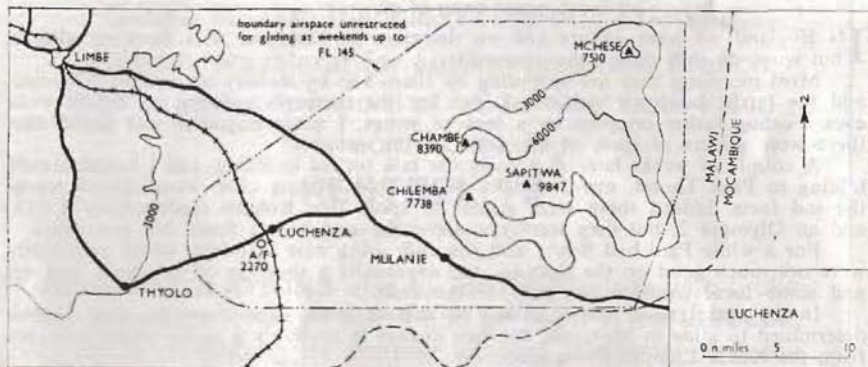 boundary airspace unrestricted
for gliding at weekends up to
FL 145
LIMBE
MCHESE
7510
3000
6000
CHAMBE
8390
SAPITWA
9847
CHILEMBA
7738
N
MALAWI
MOCAMBIQUE
3000
LUCHENZA
A/F
2270
MULANJE
THYOLO
LUCHENZA
0 n. miles 5 10